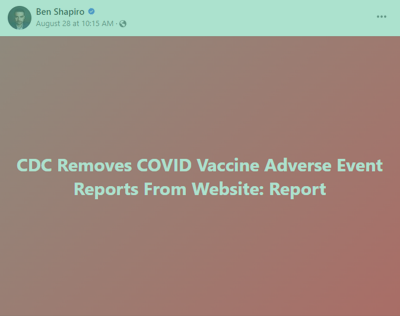 Ben Shapiro
August 28 at 10:15 AM ·
CDC Removes COVID Vaccine Adverse Event
Reports From Website: Report